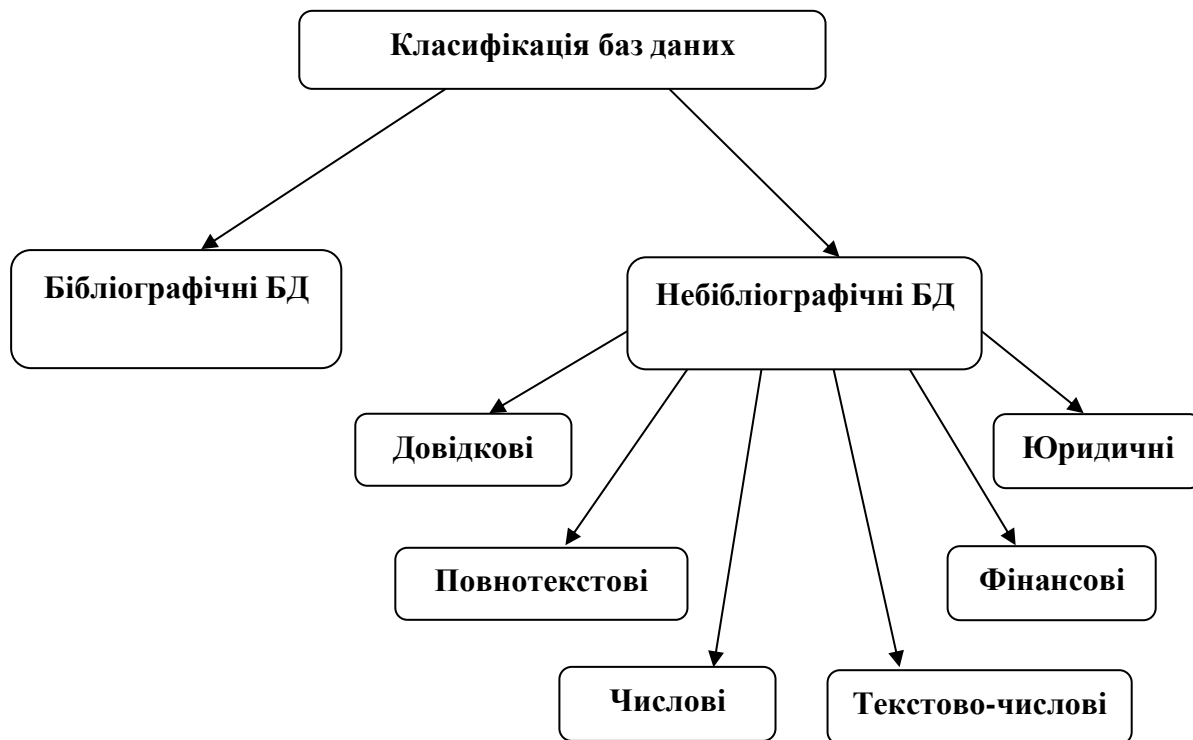 Класифікація баз даних
Бібліографічні БД
Небібліографічні БД
Довідкові
Юридичні
Повнотекстові
Фінансові
Числові
Текстово-числові